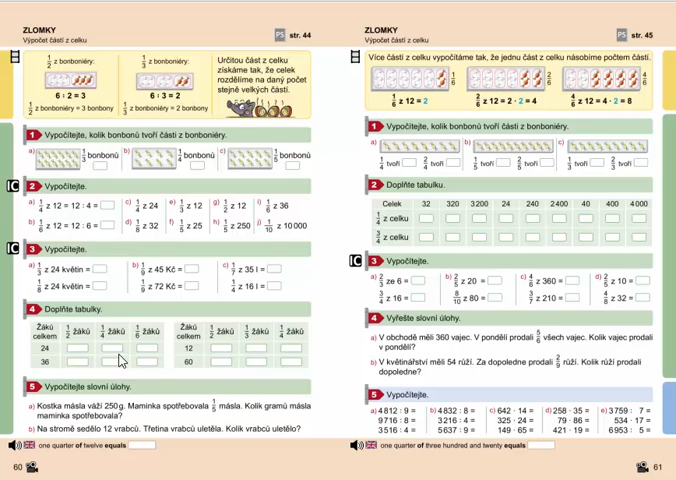 ZLOMKY
Výpočet části z celku
PS str. 44
1/2 z bonboniéry:
6 : 2 = 3
1/2 z bonboniéry = 3 bonbony
1/3 z bonboniéry:
6 : 3 = 2
1/3 z bonboniéry = 2 bonbony
Určitou část z celku
získáme tak, že celek
rozdělíme na daný počet
stejně velkých částí.
1 Vypočítejte, kolik bonbonů tvoří části z bonboniéry.
a) 1/3 bonbonů b) 1/4 bonbonů c) 1/5 bonbonů
2 Vypočítejte.
a) 1/4 z 12 = 12 : 4 = c) 1/4 z 24 e) 1/3 z 12 g) 1/2 z 12 i) 1/6 z 36
b) 1/6 z 12 = 12 : 6 = d) 1/8 z 32 f) 1/5 z 25 h) 1/5 z 250 j) 1/10 z 10 000
3 Vypočítejte.
a) 1/3 z 24 květin = b) 1/9 z 45 Kč = c) 1/7 z 35 l =
1/8 z 24 květin = 1/9 z 72 Kč = 1/4 z 16 l =
4 Doplňte tabulky.
Žáků celkem 1/2 žáků 1/4 žáků 1/6 žáků
24
36
Žáků celkem 1/2 žáků 1/3 žáků 1/4 žáků
12
60
5 Vypočítejte slovní úlohy.
a) Kostka másla váží 250 g. Maminka spotřebovala 1/5 másla. Kolik gramů másla
maminka spotřebovala?
b) Na stromě sedělo 12 vrabců. Třetina vrabců uletěla. Kolik vrabců uletělo?
one quarter of twelve equals
60
ZLOMKY
Výpočet části z celku
PS str. 45
Více částí z celku vypočítáme tak, že jednu část z celku násobíme počtem částí.
1/6 2/6 4/6
1/6 z 12 = 2 2/6 z 12 = 2 · 2 = 4 4/6 z 12 = 4 · 2 = 8
1 Vypočítejte, kolik bonbonů tvoří části z bonboniéry.
a) b) c)
1/4 tvoří 2/4 tvoří 1/5 tvoří 2/5 tvoří 1/3 tvoří 2/3 tvoří
2 Doplňte tabulku.
Celek 32 320 3 200 24 240 2 400 40 400 4 000
1/4 z celku
3/4 z celku
3 Vypočítejte.
a) 2/3 ze 6 = b) 2/5 z 20 = c) 4/6 z 360 = d) 2/5 z 10 =
3/4 z 16 = 8/10 z 80 = 3/7 z 210 = 4/8 z 32 =
4 Vyřešte slovní úlohy.
a) V obchodě měli 360 vajec. V pondělí prodali 5/6 všech vajec. Kolik vajec prodali
v pondělí?
b) V květinářství měli 54 růží. Za dopoledne prodali 2/9 růží. Kolik růží prodali
dopoledne?
5 Vypočítejte.
a) 4 812 : 9 = b) 4 832 : 8 = c) 642 · 14 = d) 258 · 35 = e) 3 759 : 7 =
9 716 : 8 = 3 216 : 4 = 325 · 24 = 79 · 86 = 534 · 17 =
3 516 : 4 = 5 637 : 9 = 149 · 65 = 421 · 19 = 6 953 : 5 =
one quarter of three hundred and twenty equals
61